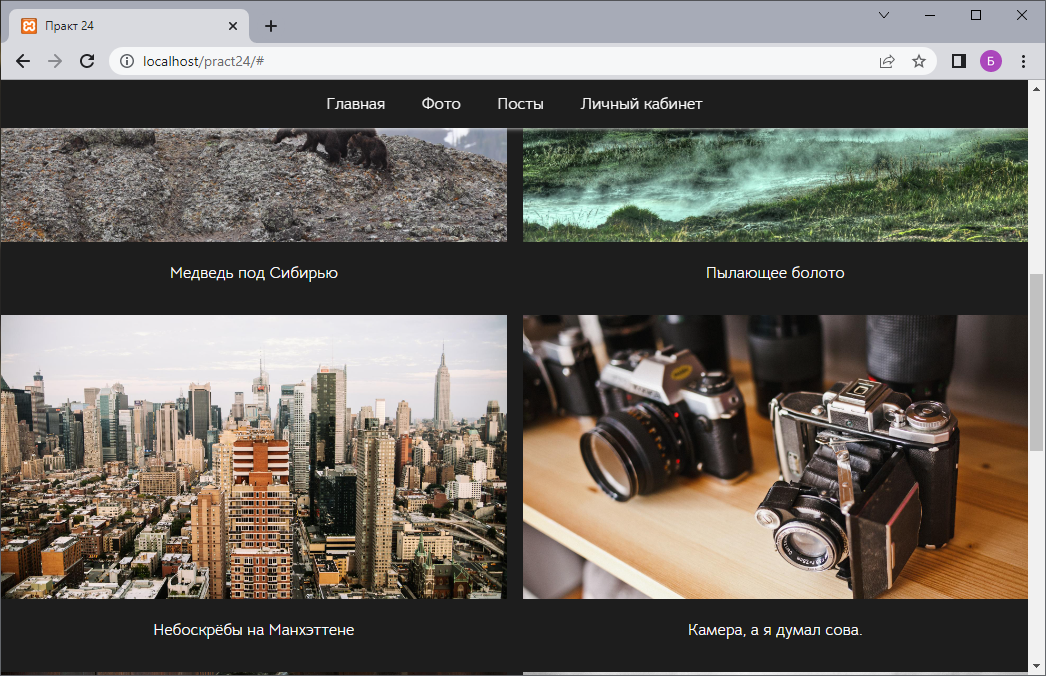 Практ 24
localhost/pract24/#
Б
Главная Фото Посты Личный кабинет
Медведь под Сибирью Пылающее болото
Небоскрёбы на Манхэттене Камера, а я думал сова.